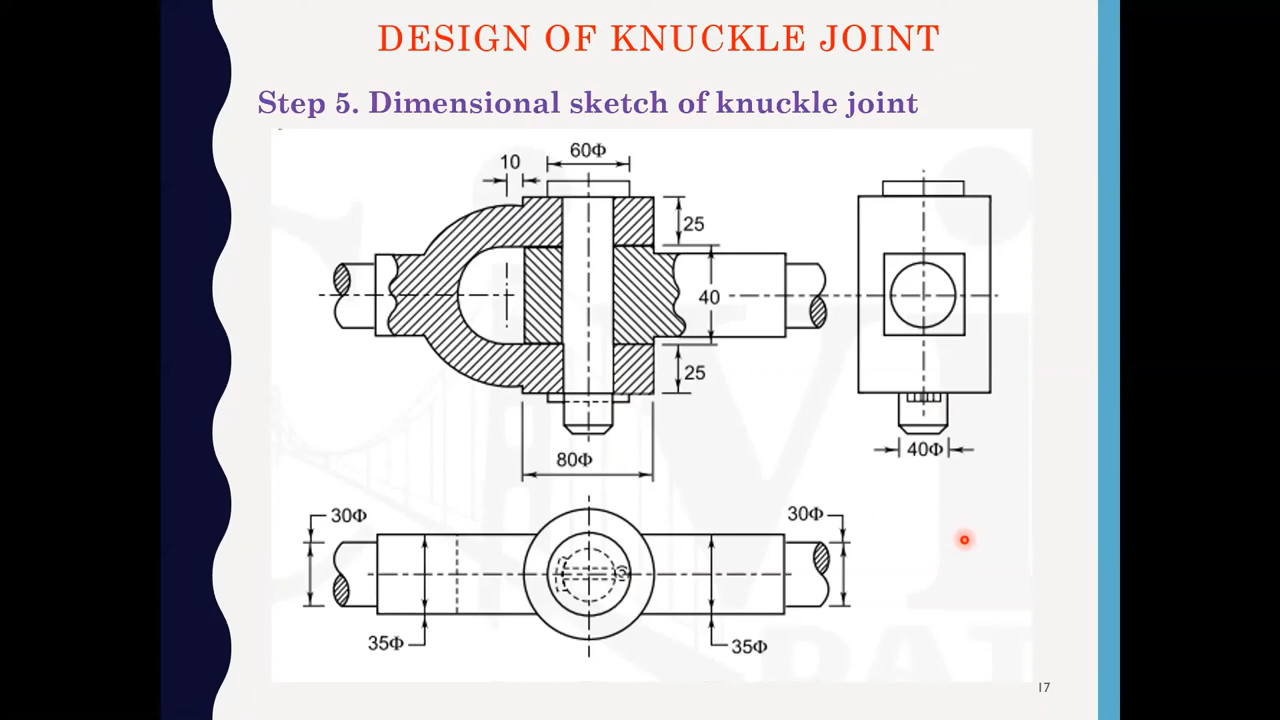 DESIGN OF KNUCKLE JOINT
Step 5. Dimensional sketch of knuckle joint
60Φ
10
25
40
25
80Φ
40Φ
30Φ
30Φ
35Φ
35Φ
17